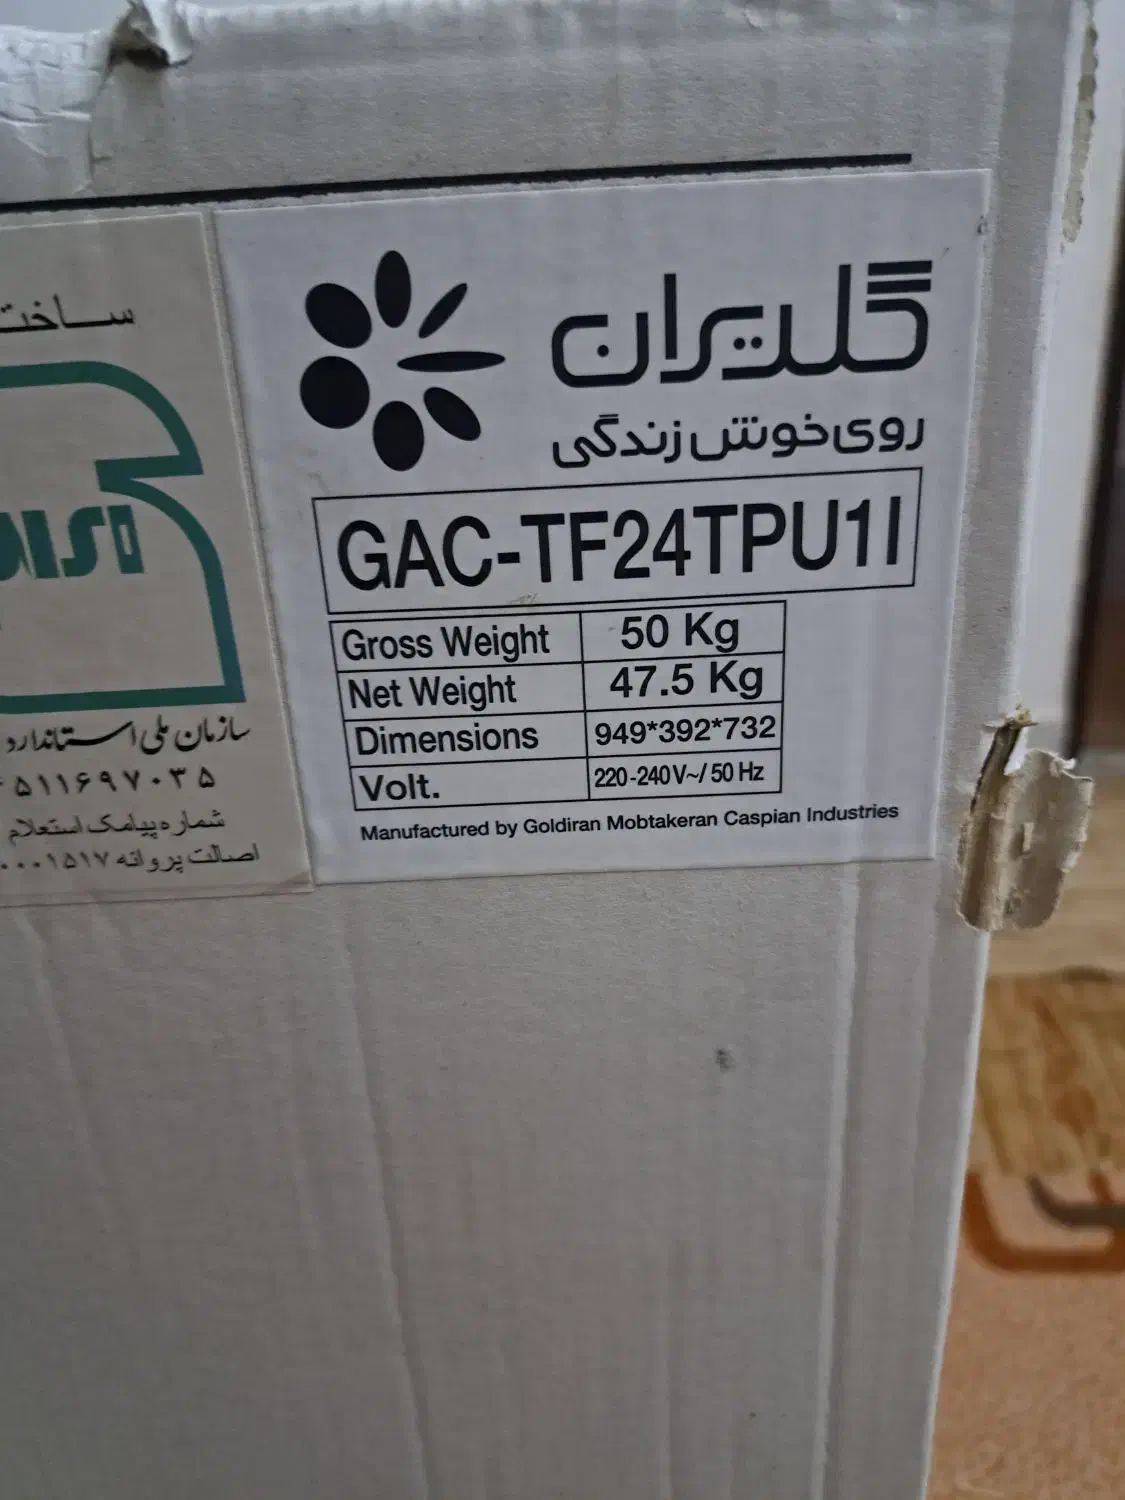 گلدیران
روی خوش زندگی
GAC-TF24TPU1I
Gross Weight 50 Kg
Net Weight 47.5 Kg
Dimensions 949*392*732
Volt. 220-240V~/ 50 Hz
Manufactured by Goldiran Mobtakeran Caspian Industries
سازمان ملی استاندارد
۵۱۱۶۹۷۰۳۵
شماره پیامک استعلام
اصالت پروانه ۰۰۰۱۵۱۷